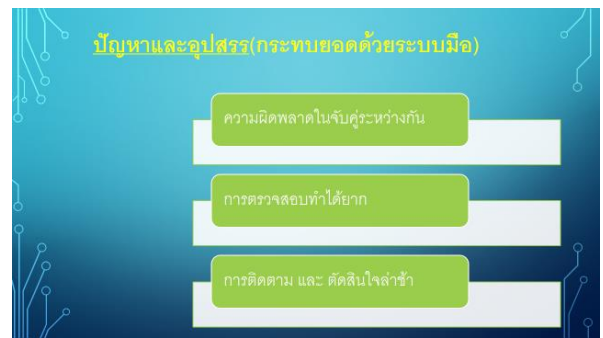 ปัญหาและอุปสรร(กระทบยอดด้วยระบบมือ)
ความผิดพลาดในจับคู่ระหว่างกัน
การตรวจสอบทำได้ยาก
การติดตาม และ ตัดสินใจล่าช้า